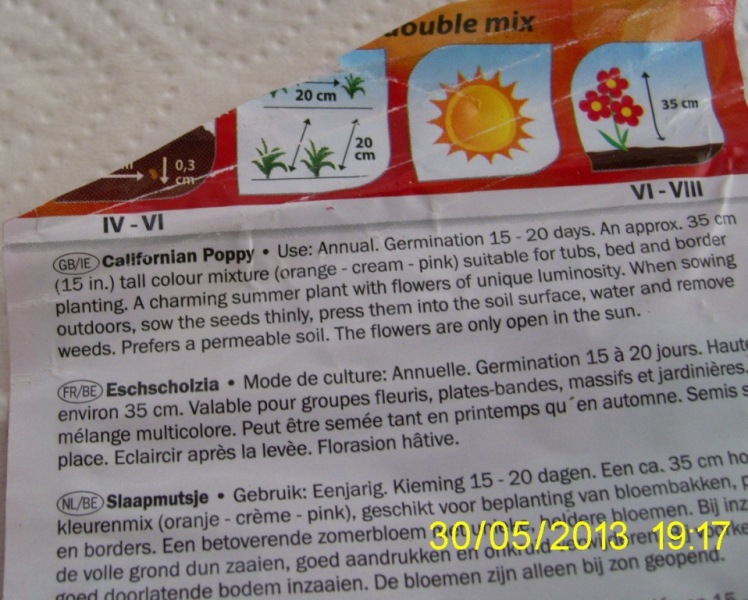 double mix
20 cm
20
cm
35 cm
0,3
cm
IV - VI
VI - VIII
GB/IE Californian Poppy • Use: Annual. Germination 15 - 20 days. An approx. 35 cm
(15 in.) tall colour mixture (orange - cream - pink) suitable for tubs, bed and border
planting. A charming summer plant with flowers of unique luminosity. When sowing
outdoors, sow the seeds thinly, press them into the soil surface, water and remove
weeds. Prefers a permeable soil. The flowers are only open in the sun.
FR/BE Eschscholzia • Mode de culture: Annuelle. Germination 15 à 20 jours. Haute
environ 35 cm. Valable pour groupes fleuris, plates-bandes, massifs et jardinières.
mélange multicolore. Peut être semée tant en printemps qu´en automne. Semis s
place. Eclaircir après la levèe. Florasion hâtive.
NL/BE Slaapmutsje • Gebruik: Eenjarig. Kieming 15 - 20 dagen. Een ca. 35 cm ho
kleurenmix (oranje - crème - pink), geschikt voor beplanting van bloembakken, p
en borders. Een betoverende zomerbloem bloemen. Bij inz
de volle grond dun zaaien, goed aandrukken en
goed doorlatende bodem inzaaien. De bloemen zijn alleen bij zon geopend.
30/05/2013 19:17